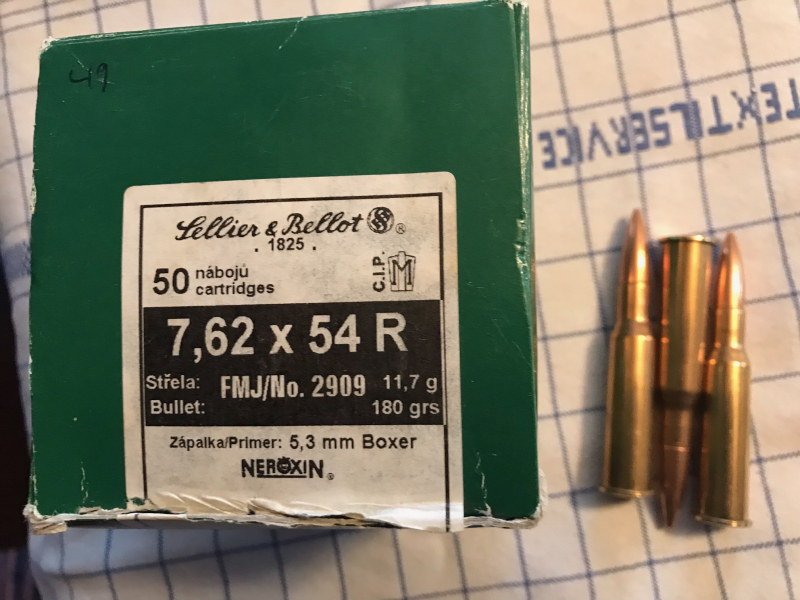 49
Sellier & Bellot ®
. 1825 .
50 nábojů
cartridges
C.I.P.
7,62 x 54 R
Střela: FMJ/No. 2909 11,7 g
Bullet: 180 grs
Zápalka/Primer: 5,3 mm Boxer
NEROXIN ®
TEXTILSERVICE